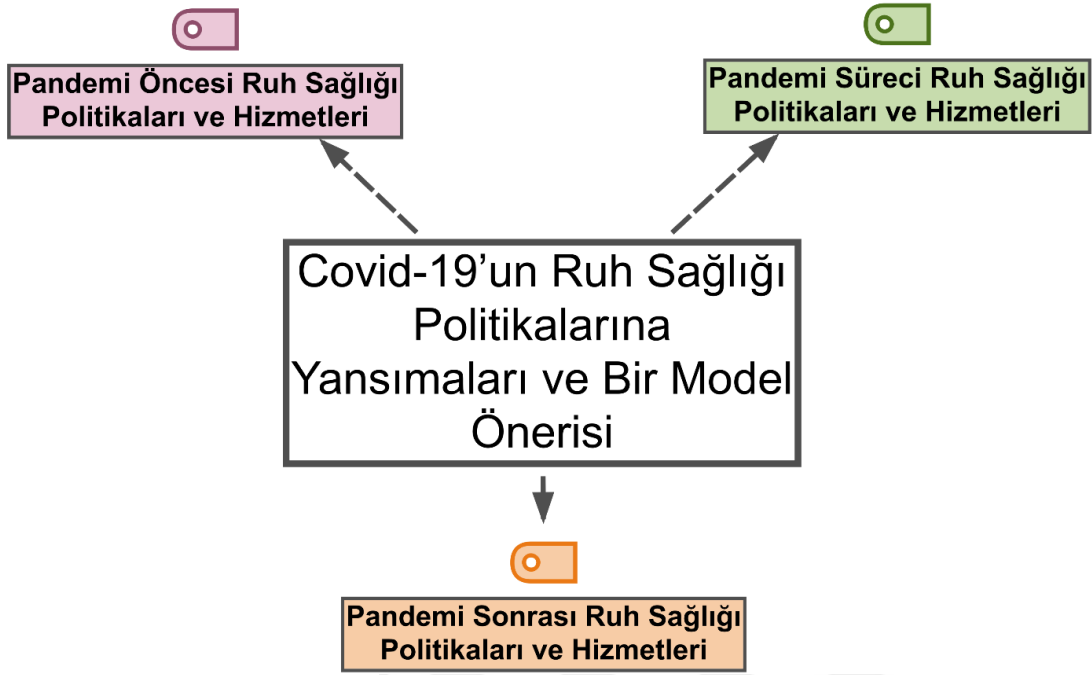 Pandemi Öncesi Ruh Sağlığı
Politikaları ve Hizmetleri
Pandemi Süreci Ruh Sağlığı
Politikaları ve Hizmetleri
Covid-19’un Ruh Sağlığı
Politikalarına
Yansımaları ve Bir Model
Önerisi
Pandemi Sonrası Ruh Sağlığı
Politikaları ve Hizmetleri